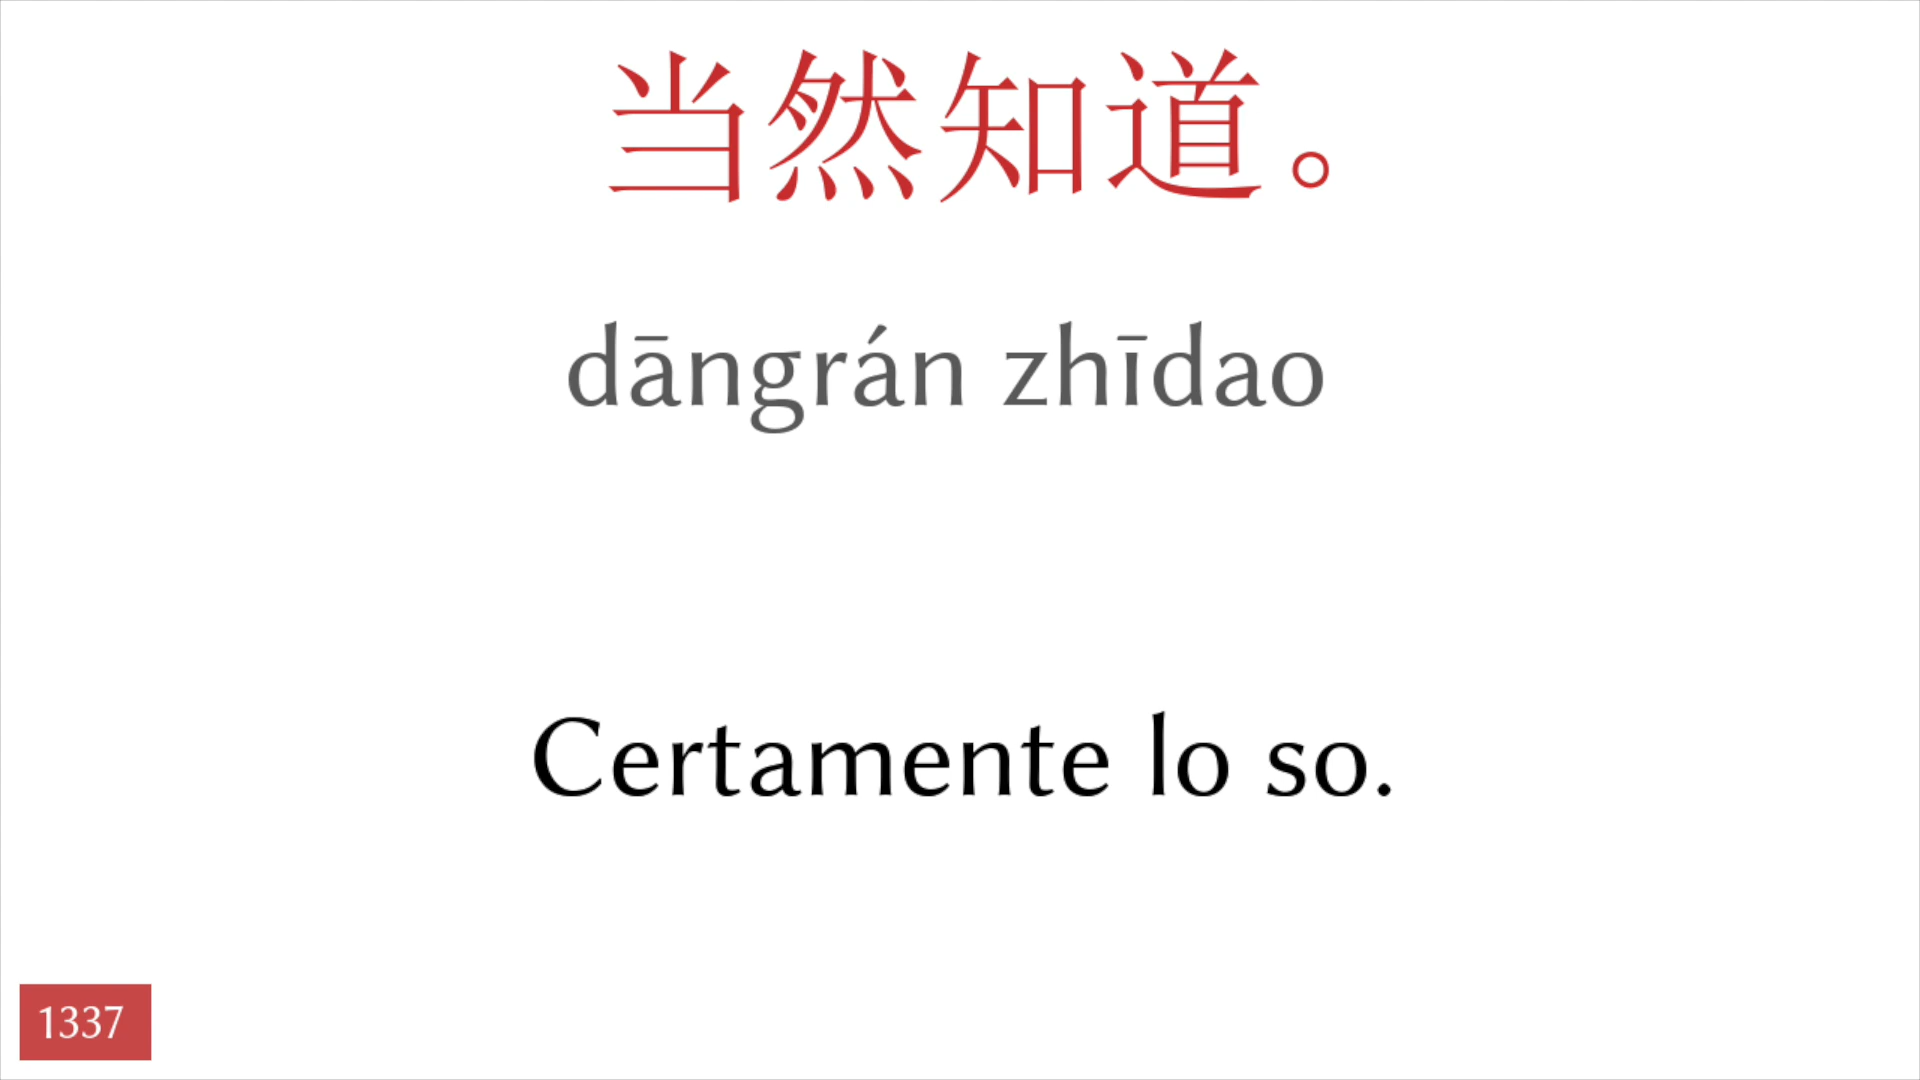 当然知道。
dāngrán zhīdao
Certamente lo so.
1337